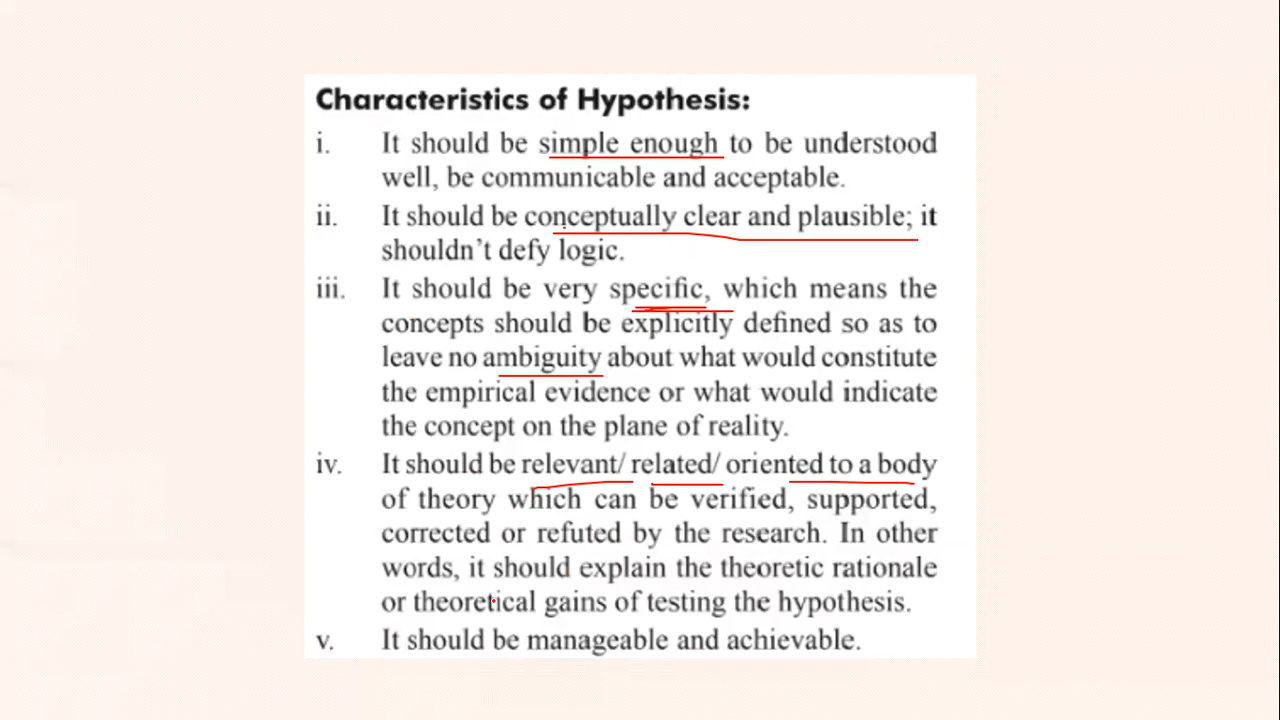 Characteristics of Hypothesis:
i. It should be simple enough to be understood
well, be communicable and acceptable.
ii. It should be conceptually clear and plausible; it
shouldn't defy logic.
iii. It should be very specific, which means the
concepts should be explicitly defined so as to
leave no ambiguity about what would constitute
the empirical evidence or what would indicate
the concept on the plane of reality.
iv. It should be relevant/ related/ oriented to a body
of theory which can be verified, supported,
corrected or refuted by the research. In other
words, it should explain the theoretic rationale
or theoretical gains of testing the hypothesis.
v. It should be manageable and achievable.